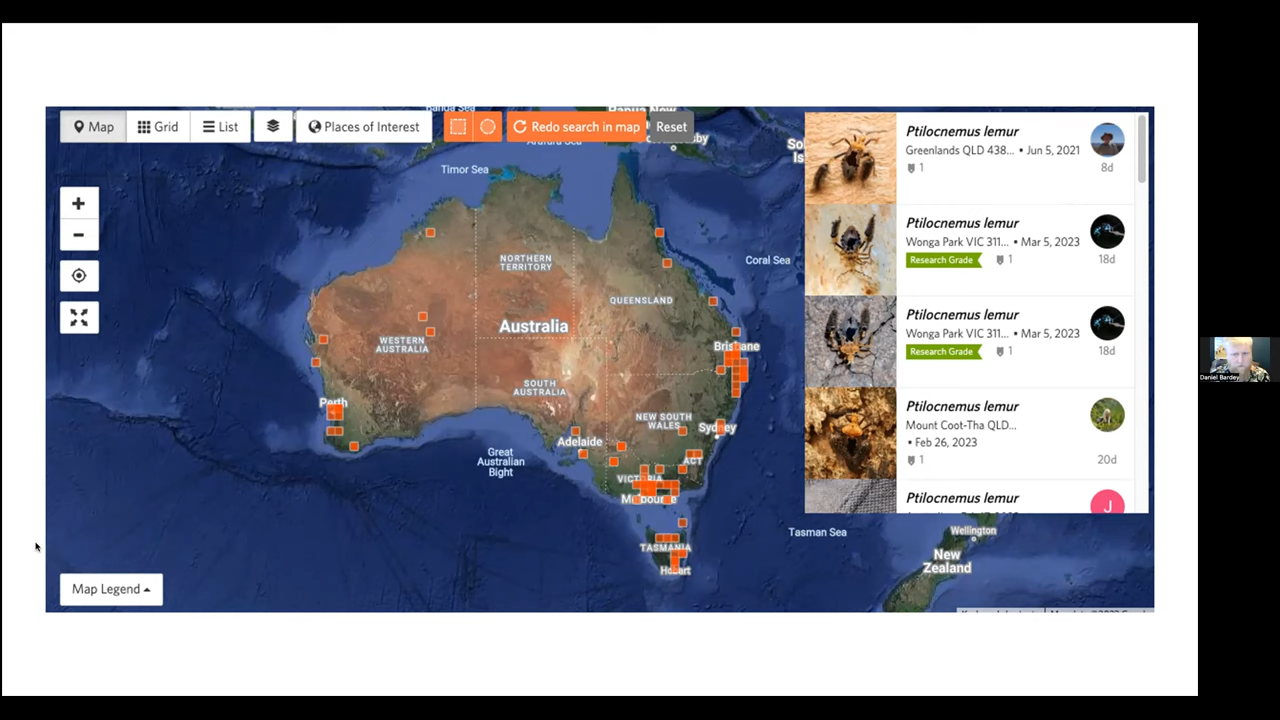 Map
Grid
List
Places of Interest
Redo search in map
Reset
Timor Sea
NORTHERN
TERRITORY
Coral Sea
QUEENSLAND
Australia
WESTERN
AUSTRALIA
Brisbane
SOUTH
AUSTRALIA
Perth
NEW SOUTH
WALES
Sydney
Adelaide
Great
Australian
Bight
ACT
VICTORIA
Melbourne
Tasman Sea
TASMANIA
Hobart
Wellington
New
Zealand
Map Legend
Ptilocnemus lemur
Greenlands QLD 438... • Jun 5, 2021
1
8d
Ptilocnemus lemur
Wonga Park VIC 311... • Mar 5, 2023
Research Grade
1
18d
Ptilocnemus lemur
Wonga Park VIC 311... • Mar 5, 2023
Research Grade
1
18d
Ptilocnemus lemur
Mount Coot-Tha QLD...
• Feb 26, 2023
1
20d
Ptilocnemus lemur
J
Daniel Bardey